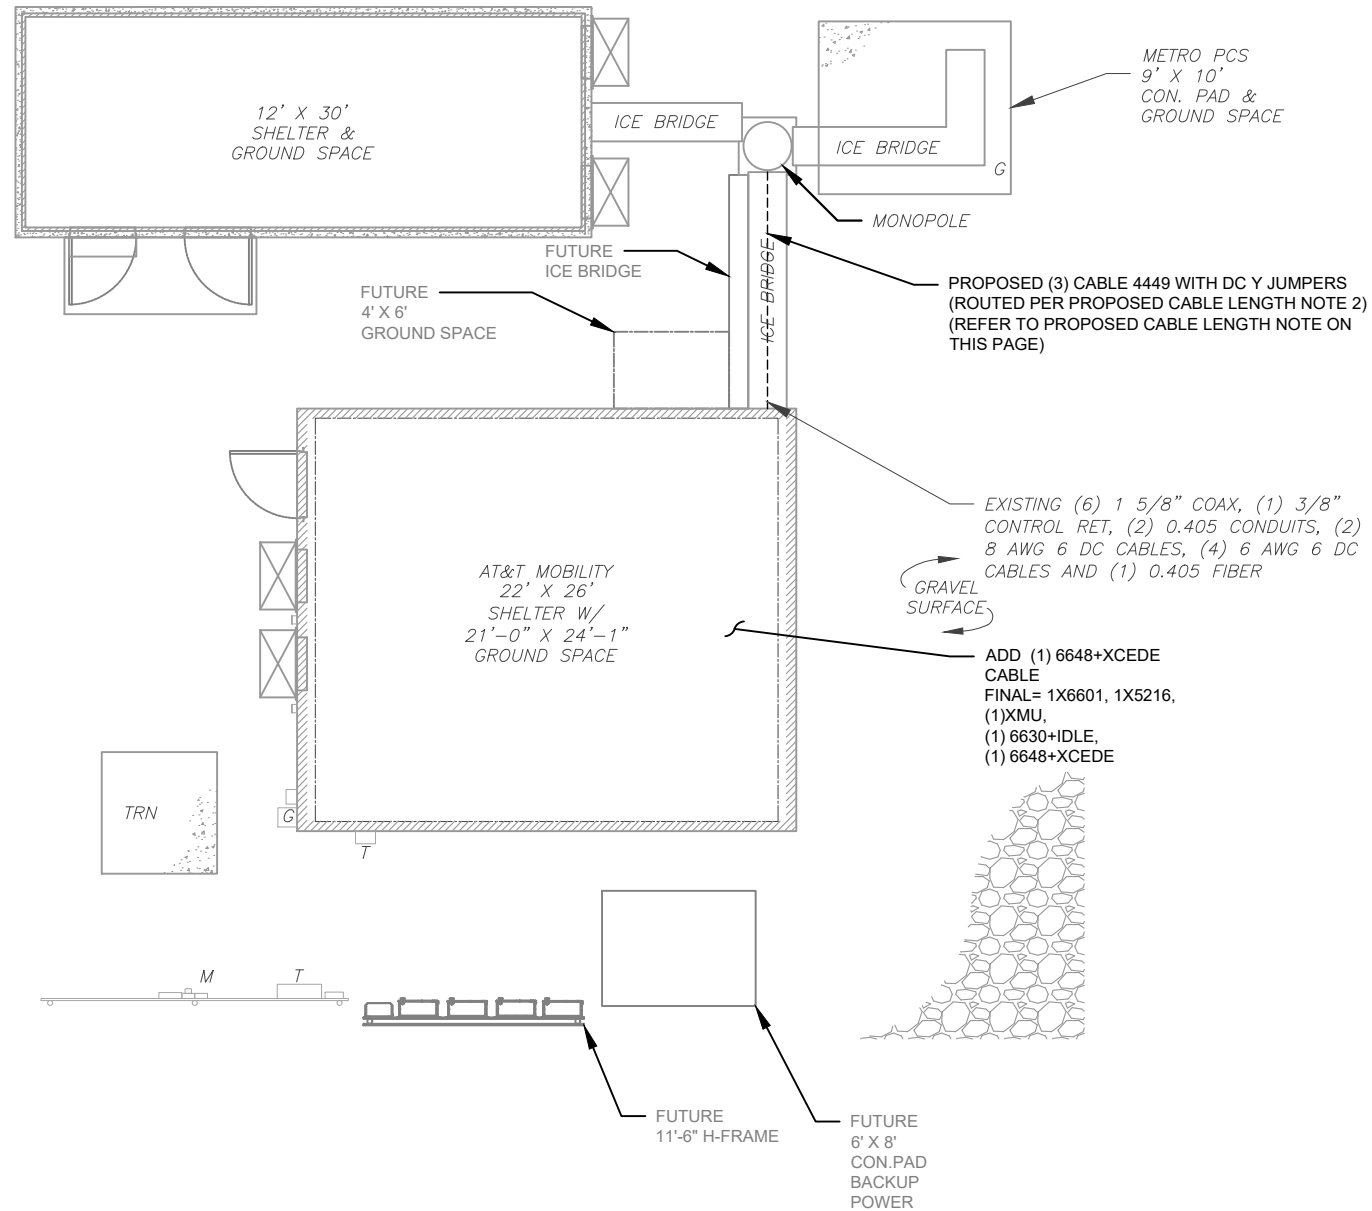 12' X 30'
SHELTER &
GROUND SPACE
ICE BRIDGE
ICE BRIDGE
G
METRO PCS
9' X 10'
CON. PAD &
GROUND SPACE
MONOPOLE
FUTURE
ICE BRIDGE
ICE BRIDGE
FUTURE
4' X 6'
GROUND SPACE
PROPOSED (3) CABLE 4449 WITH DC Y JUMPERS
(ROUTED PER PROPOSED CABLE LENGTH NOTE 2)
(REFER TO PROPOSED CABLE LENGTH NOTE ON
THIS PAGE)
EXISTING (6) 1 5/8" COAX, (1) 3/8"
CONTROL RET, (2) 0.405 CONDUITS, (2)
8 AWG 6 DC CABLES, (4) 6 AWG 6 DC
CABLES AND (1) 0.405 FIBER
GRAVEL
SURFACE
AT&T MOBILITY
22' X 26'
SHELTER W/
21'-0" X 24'-1"
GROUND SPACE
ADD (1) 6648+XCEDE
CABLE
FINAL= 1X6601, 1X5216,
(1)XMU,
(1) 6630+IDLE,
(1) 6648+XCEDE
TRN
G
T
M
T
FUTURE
11'-6" H-FRAME
FUTURE
6' X 8'
CON.PAD
BACKUP
POWER